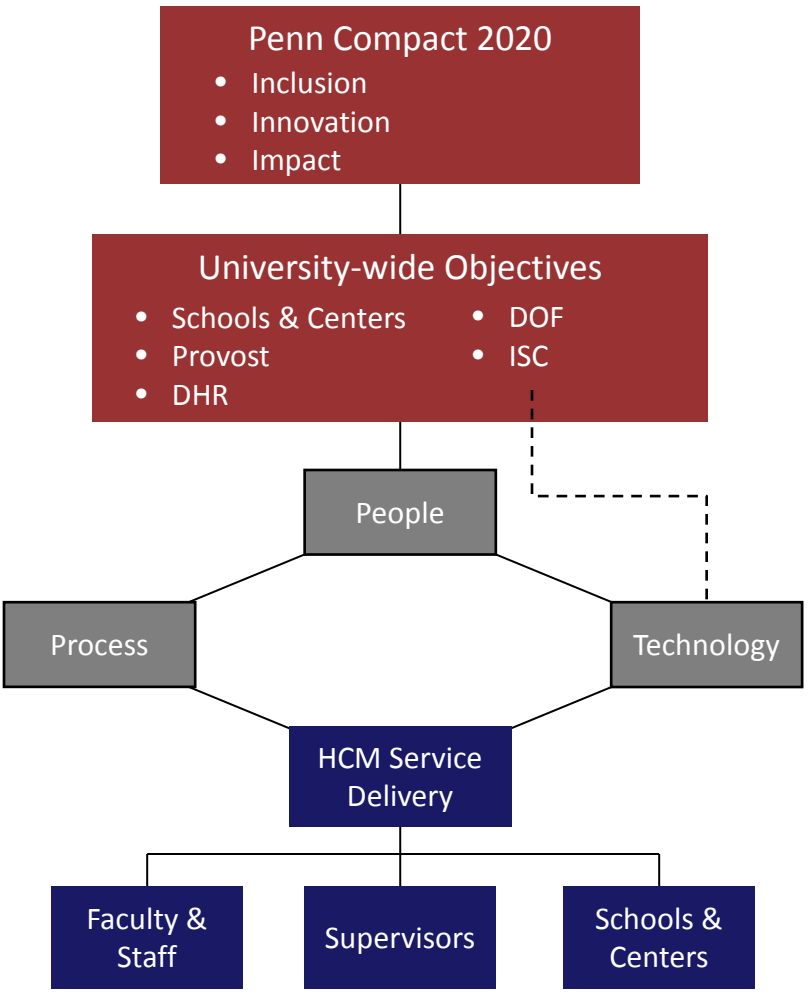 Penn Compact 2020
• Inclusion
• Innovation
• Impact
University-wide Objectives
• Schools & Centers
• Provost
• DHR
• DOF
• ISC
People
Process
Technology
HCM Service
Delivery
Faculty &
Staff
Supervisors
Schools &
Centers